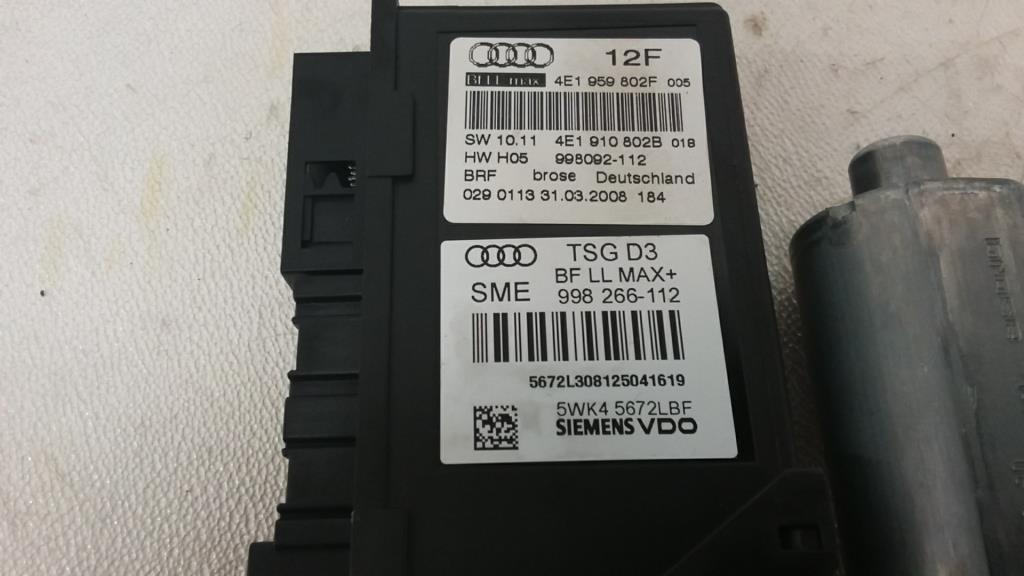 12F
BFLL max 4E1 959 802F 005
SW 10.11 4E1 910 802B 018
HW H05 998092-112
BRF brose Deutschland
029 0113 31.03.2008 184
TSG D3
BF LL MAX+
SME 998 266-112
5672L308125041619
5WK4 5672LBF
SIEMENS VDO